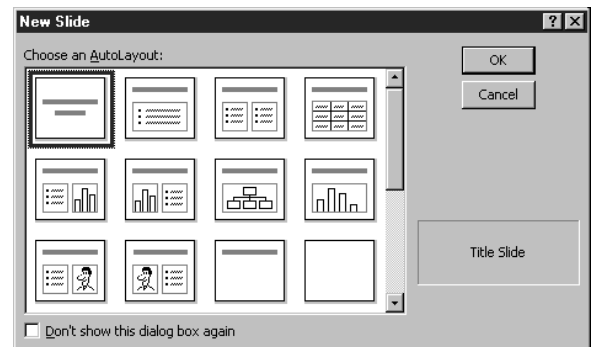 New Slide
Choose an AutoLayout:
OK
Cancel
Title Slide
Don't show this dialog box again